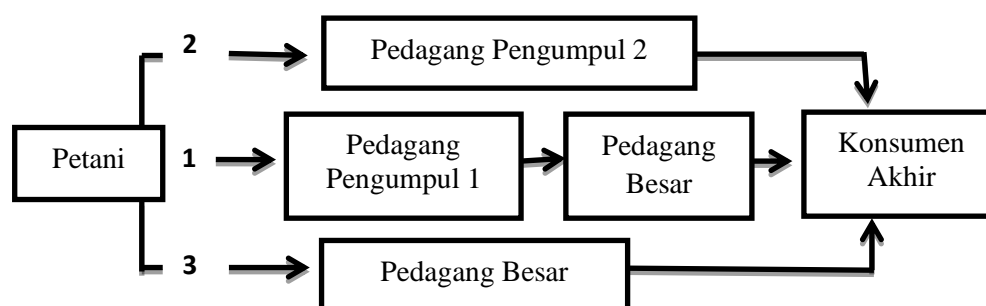 2
Pedagang Pengumpul 2
Petani
1
Pedagang
Pengumpul 1
Pedagang
Besar
Konsumen
Akhir
3
Pedagang Besar